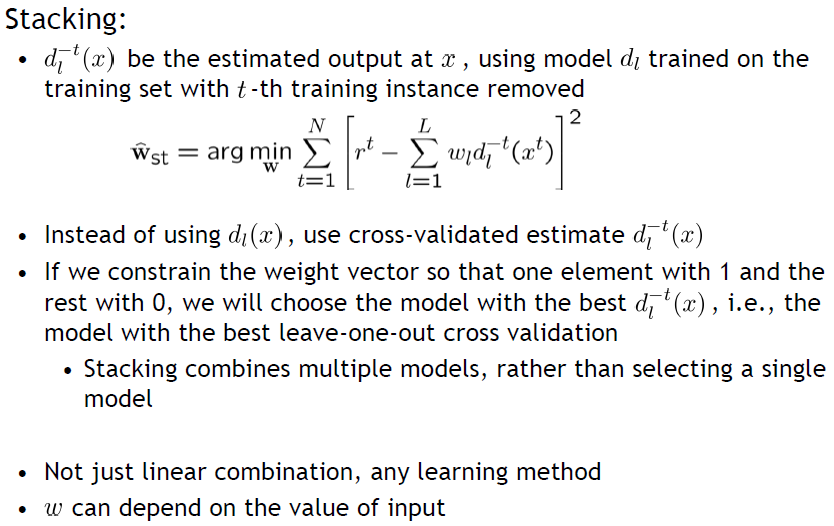 Stacking:
• $d_l^{-t}(x)$ be the estimated output at $x$ , using model $d_l$ trained on the
training set with $t$-th training instance removed
$\hat{\mathbf{w}}_{\text{st}} = \arg\min_{\mathbf{w}} \sum_{t=1}^{N} \left[ r^t - \sum_{l=1}^{L} w_l d_l^{-t}(x^t) \right]^2$
• Instead of using $d_l(x)$, use cross-validated estimate $d_l^{-t}(x)$
• If we constrain the weight vector so that one element with 1 and the
rest with 0, we will choose the model with the best $d_l^{-t}(x)$, i.e., the
model with the best leave-one-out cross validation
• Stacking combines multiple models, rather than selecting a single
model
• Not just linear combination, any learning method
• $w$ can depend on the value of input